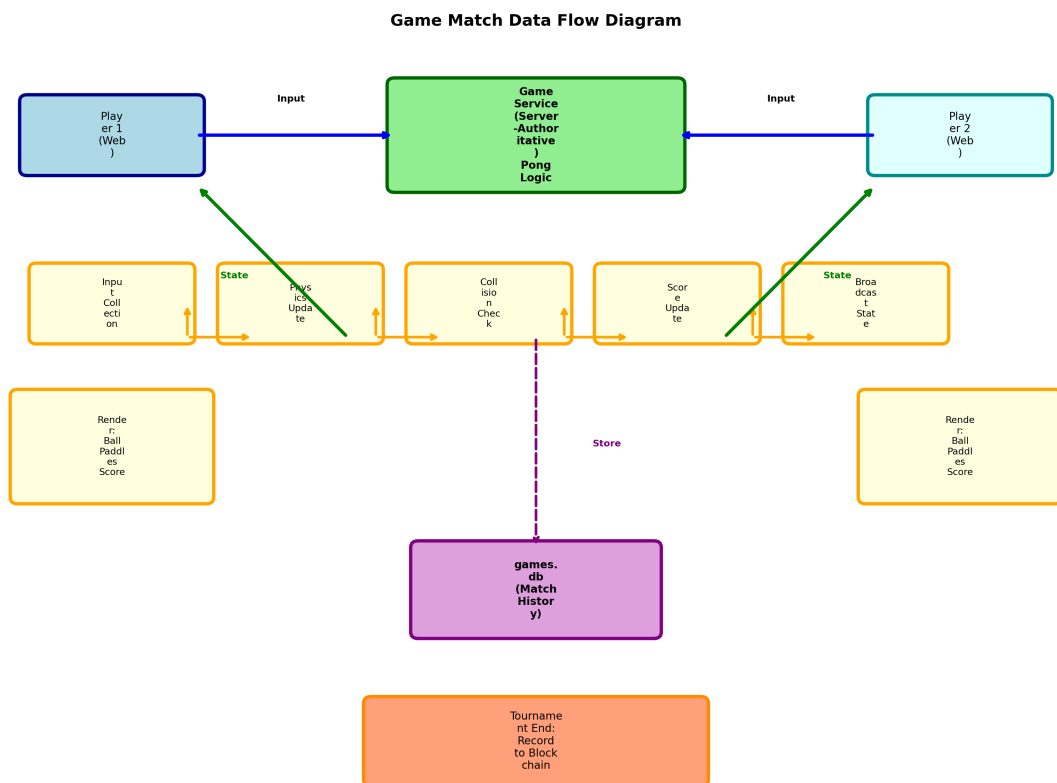 Game Match Data Flow Diagram
Play
er 1
(Web
)
Input
Game
Service
(Server
-Author
itative
)
Pong
Logic
Input
Play
er 2
(Web
)
State
State
Inpu
t
Coll
ecti
on
Phys
ics
Upda
te
Coll
isio
n
Chec
k
Scor
e
Upda
te
Broa
dcas
t
Stat
e
Rende
r:
Ball
Paddl
es
Score
Store
Rende
r:
Ball
Paddl
es
Score
games.
db
(Match
Histor
y)
Tourname
nt End:
Record
to Block
chain